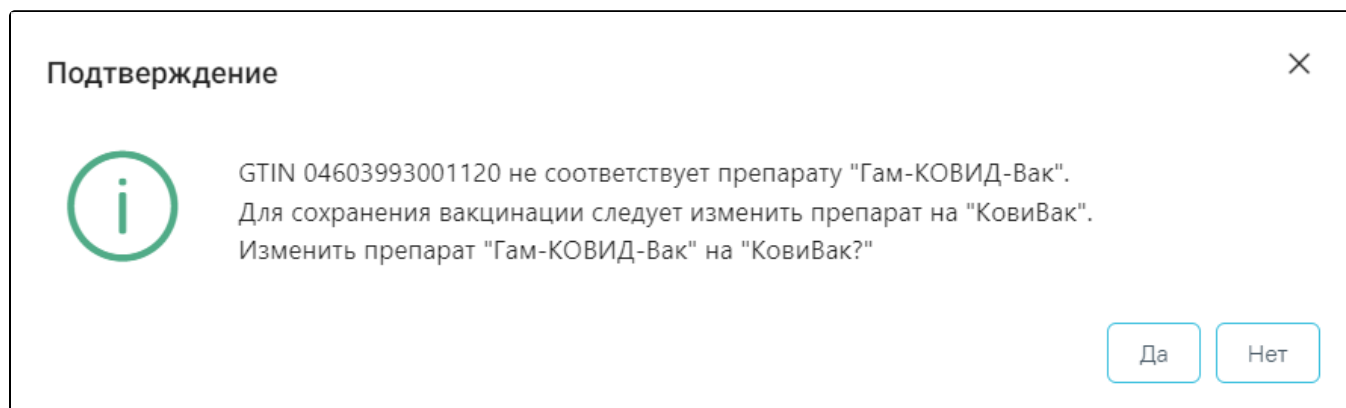 Подтверждение
GTIN 04603993001120 не соответствует препарату "Гам-КОВИД-Вак".
Для сохранения вакцинации следует изменить препарат на "КовиВак".
Изменить препарат "Гам-КОВИД-Вак" на "КовиВак?"
Да Нет